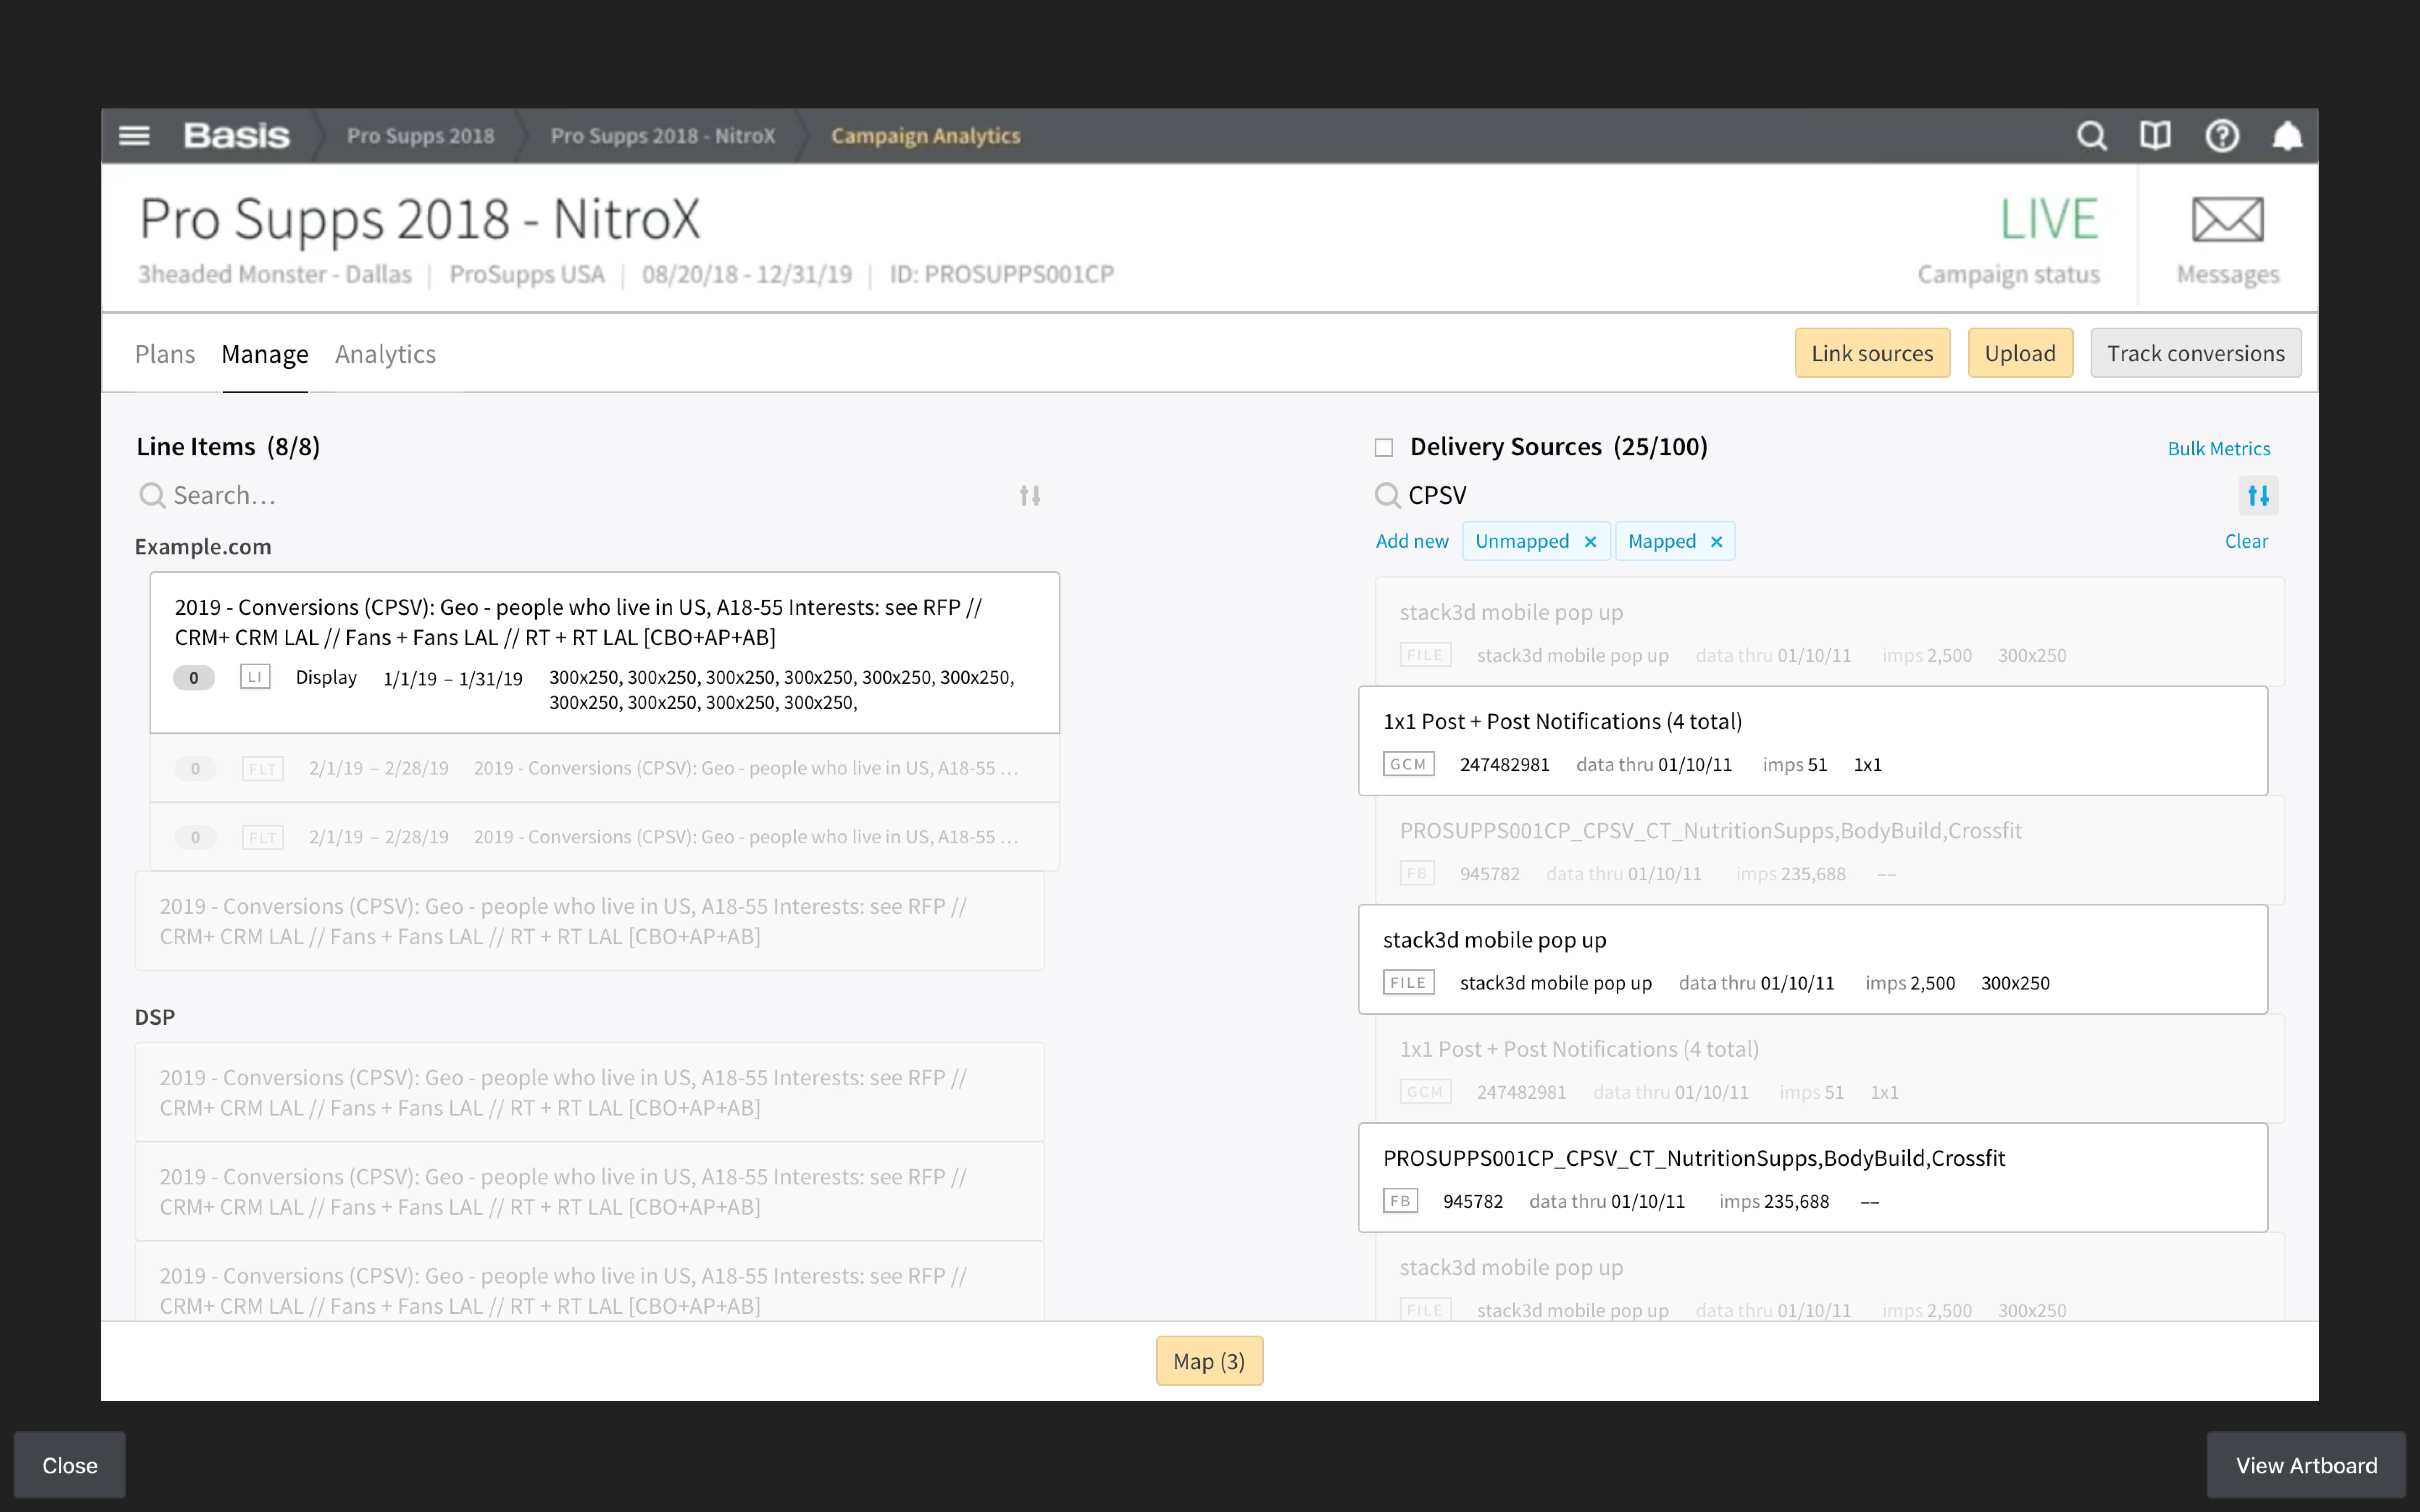 Basis Pro Supps 2018 Pro Supps 2018 - NitroX Campaign Analytics
Pro Supps 2018 - NitroX
3headed Monster - Dallas | ProSupps USA | 08/20/18 - 12/31/19 | ID: PROSUPPS001CP
LIVE
Campaign status
Messages
Plans Manage Analytics
Link sources Upload Track conversions
Line Items (8/8)
Search...
Example.com
2019 - Conversions (CPSV): Geo - people who live in US, A18-55 Interests: see RFP //
CRM+ CRM LAL // Fans + Fans LAL // RT + RT LAL [CBO+AP+AB]
0 LI Display 1/1/19 – 1/31/19 300x250, 300x250, 300x250, 300x250, 300x250, 300x250,
300x250, 300x250, 300x250, 300x250,
0 FLT 2/1/19 – 2/28/19 2019 - Conversions (CPSV): Geo - people who live in US, A18-55 ...
0 FLT 2/1/19 – 2/28/19 2019 - Conversions (CPSV): Geo - people who live in US, A18-55 ...
2019 - Conversions (CPSV): Geo - people who live in US, A18-55 Interests: see RFP //
CRM+ CRM LAL // Fans + Fans LAL // RT + RT LAL [CBO+AP+AB]
DSP
2019 - Conversions (CPSV): Geo - people who live in US, A18-55 Interests: see RFP //
CRM+ CRM LAL // Fans + Fans LAL // RT + RT LAL [CBO+AP+AB]
2019 - Conversions (CPSV): Geo - people who live in US, A18-55 Interests: see RFP //
CRM+ CRM LAL // Fans + Fans LAL // RT + RT LAL [CBO+AP+AB]
2019 - Conversions (CPSV): Geo - people who live in US, A18-55 Interests: see RFP //
CRM+ CRM LAL // Fans + Fans LAL // RT + RT LAL [CBO+AP+AB]
Delivery Sources (25/100) Bulk Metrics
CPSV
Add new Unmapped × Mapped × Clear
stack3d mobile pop up
FILE stack3d mobile pop up data thru 01/10/11 imps 2,500 300x250
1x1 Post + Post Notifications (4 total)
GCM 247482981 data thru 01/10/11 imps 51 1x1
PROSUPPS001CP_CPSV_CT_NutritionSupps,BodyBuild,Crossfit
FB 945782 data thru 01/10/11 imps 235,688 ––
stack3d mobile pop up
FILE stack3d mobile pop up data thru 01/10/11 imps 2,500 300x250
1x1 Post + Post Notifications (4 total)
GCM 247482981 data thru 01/10/11 imps 51 1x1
PROSUPPS001CP_CPSV_CT_NutritionSupps,BodyBuild,Crossfit
FB 945782 data thru 01/10/11 imps 235,688 ––
stack3d mobile pop up
FILE stack3d mobile pop up data thru 01/10/11 imps 2,500 300x250
Map (3)
Close View Artboard